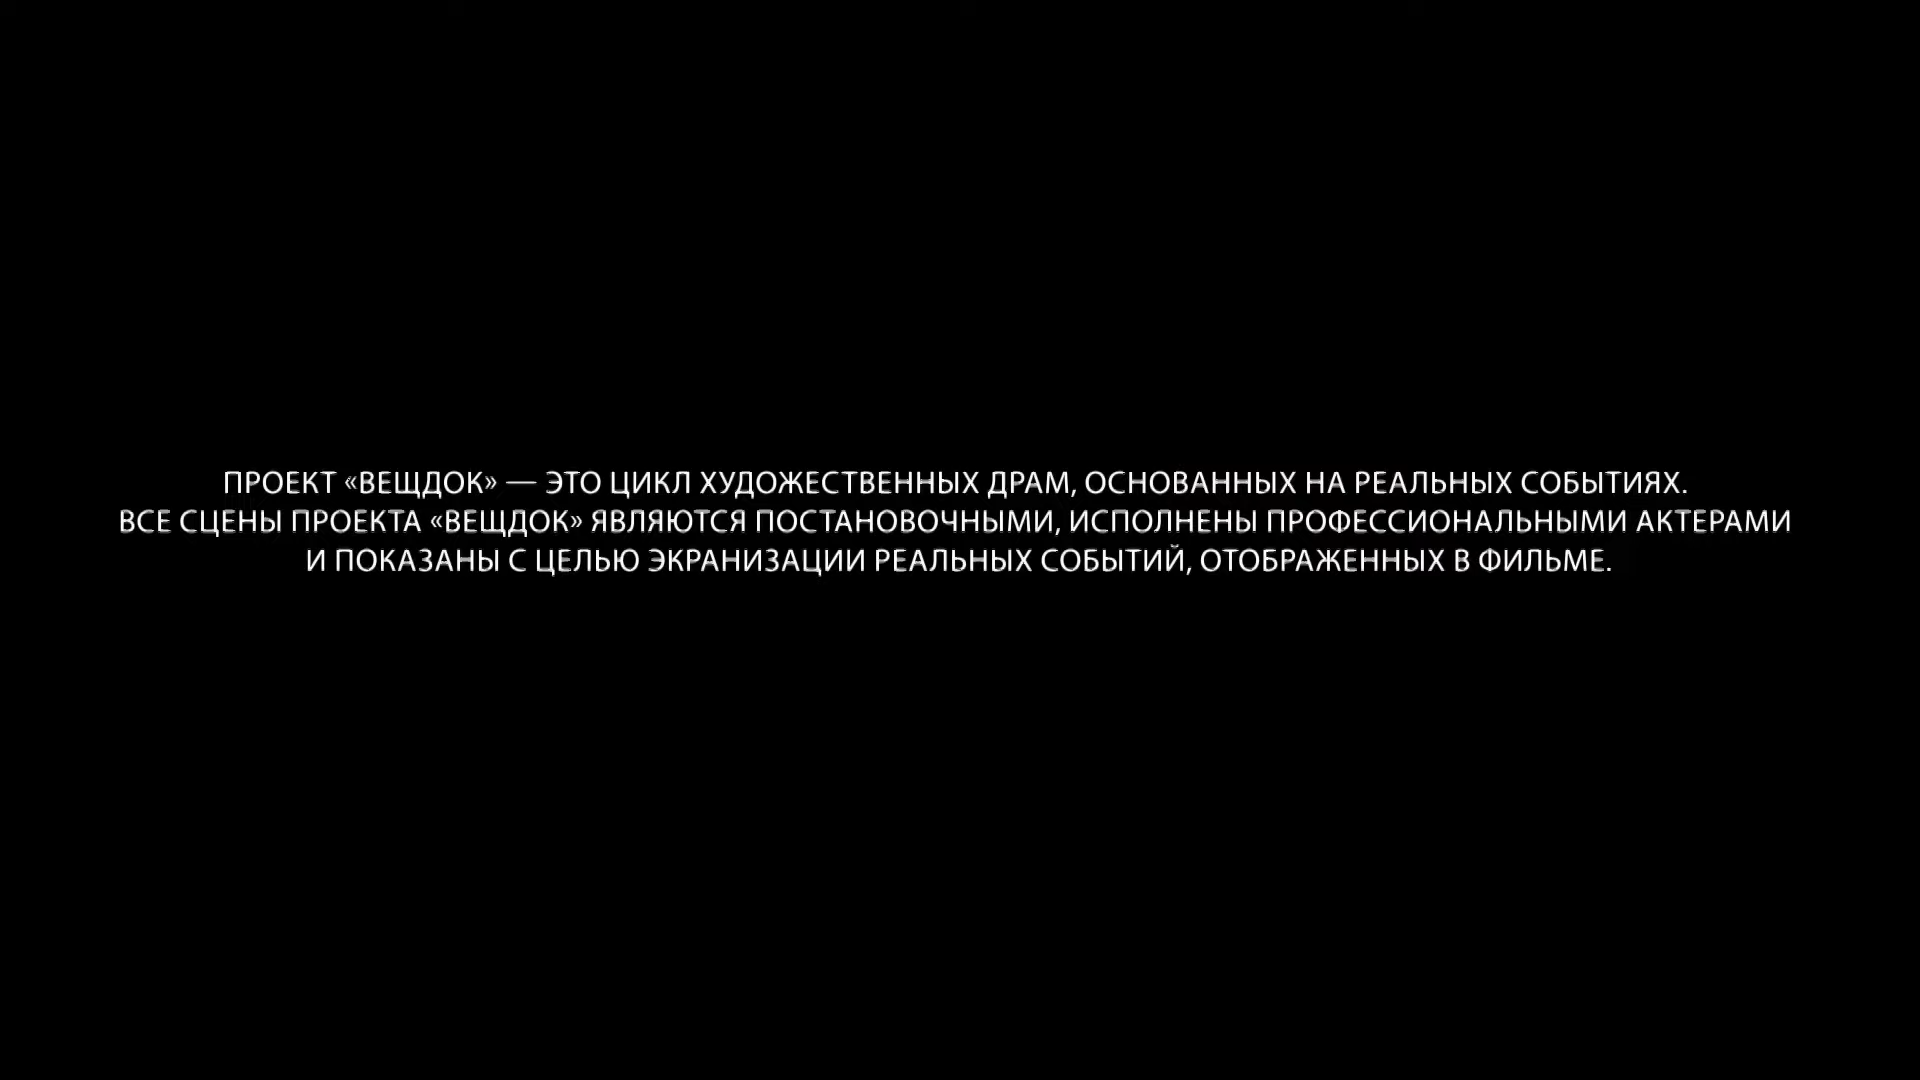 ПРОЕКТ «ВЕЩДОК» — ЭТО ЦИКЛ ХУДОЖЕСТВЕННЫХ ДРАМ, ОСНОВАННЫХ НА РЕАЛЬНЫХ СОБЫТИЯХ.
ВСЕ СЦЕНЫ ПРОЕКТА «ВЕЩДОК» ЯВЛЯЮТСЯ ПОСТАНОВОЧНЫМИ, ИСПОЛНЕНЫ ПРОФЕССИОНАЛЬНЫМИ АКТЕРАМИ
И ПОКАЗАНЫ С ЦЕЛЬЮ ЭКРАНИЗАЦИИ РЕАЛЬНЫХ СОБЫТИЙ, ОТОБРАЖЕННЫХ В ФИЛЬМЕ.